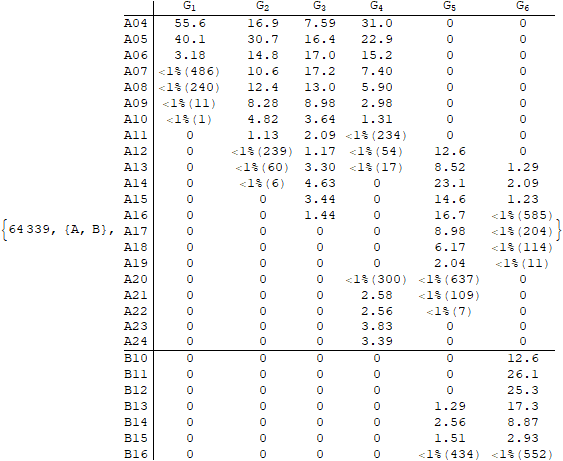 G1 G2 G3 G4 G5 G6
A04 55.6 16.9 7.59 31.0 0 0
A05 40.1 30.7 16.4 22.9 0 0
A06 3.18 14.8 17.0 15.2 0 0
A07 <1%(486) 10.6 17.2 7.40 0 0
A08 <1%(240) 12.4 13.0 5.90 0 0
A09 <1%(11) 8.28 8.98 2.98 0 0
A10 <1%(1) 4.82 3.64 1.31 0 0
A11 0 1.13 2.09 <1%(234) 0 0
A12 0 <1%(239) 1.17 <1%(54) 12.6 0
A13 0 <1%(60) 3.30 <1%(17) 8.52 1.29
A14 0 <1%(6) 4.63 0 23.1 2.09
A15 0 0 3.44 0 14.6 1.23
A16 0 0 1.44 0 16.7 <1%(585)
{64339, {A, B}, A17 0 0 0 0 8.98 <1%(204)}
A18 0 0 0 0 6.17 <1%(114)
A19 0 0 0 0 2.04 <1%(11)
A20 0 0 0 <1%(300) <1%(637) 0
A21 0 0 0 2.58 <1%(109) 0
A22 0 0 0 2.56 <1%(7) 0
A23 0 0 0 3.83 0 0
A24 0 0 0 3.39 0 0
B10 0 0 0 0 0 12.6
B11 0 0 0 0 0 26.1
B12 0 0 0 0 0 25.3
B13 0 0 0 0 1.29 17.3
B14 0 0 0 0 2.56 8.87
B15 0 0 0 0 1.51 2.93
B16 0 0 0 0 <1%(434) <1%(552)